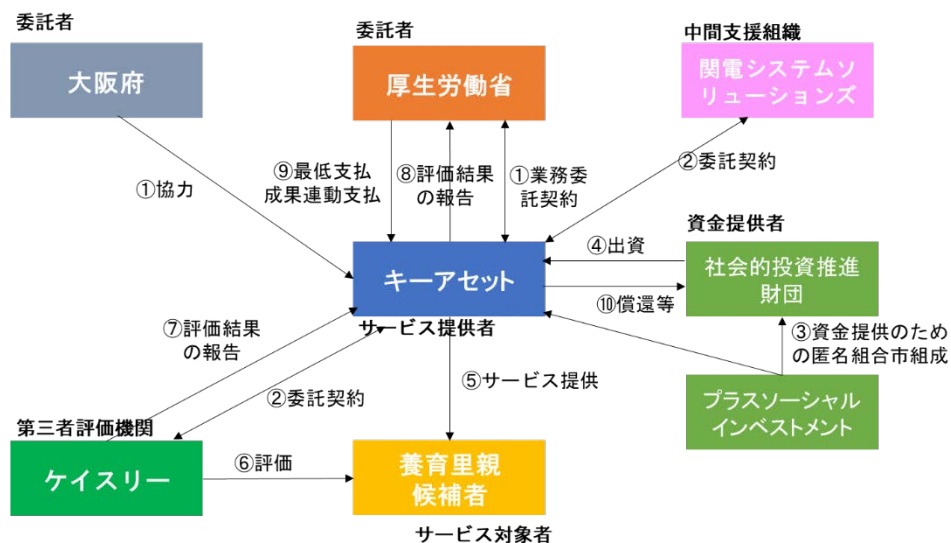 委託者
大阪府
委託者
厚生労働省
中間支援組織
関電システムソ
リューションズ
①協力
⑨最低支払
成果連動支払
⑧評価結果
の報告
①業務委
託契約
②委託契約
資金提供者
キーアセット
サービス提供者
④出資
⑩償還等
社会的投資推進
財団
⑦評価結果
の報告
②委託契約
⑤サービス提供
③資金提供のため
の匿名組合市組成
プラスソーシャル
インベストメント
第三者評価機関
ケイスリー
⑥評価
養育里親
候補者
サービス対象者